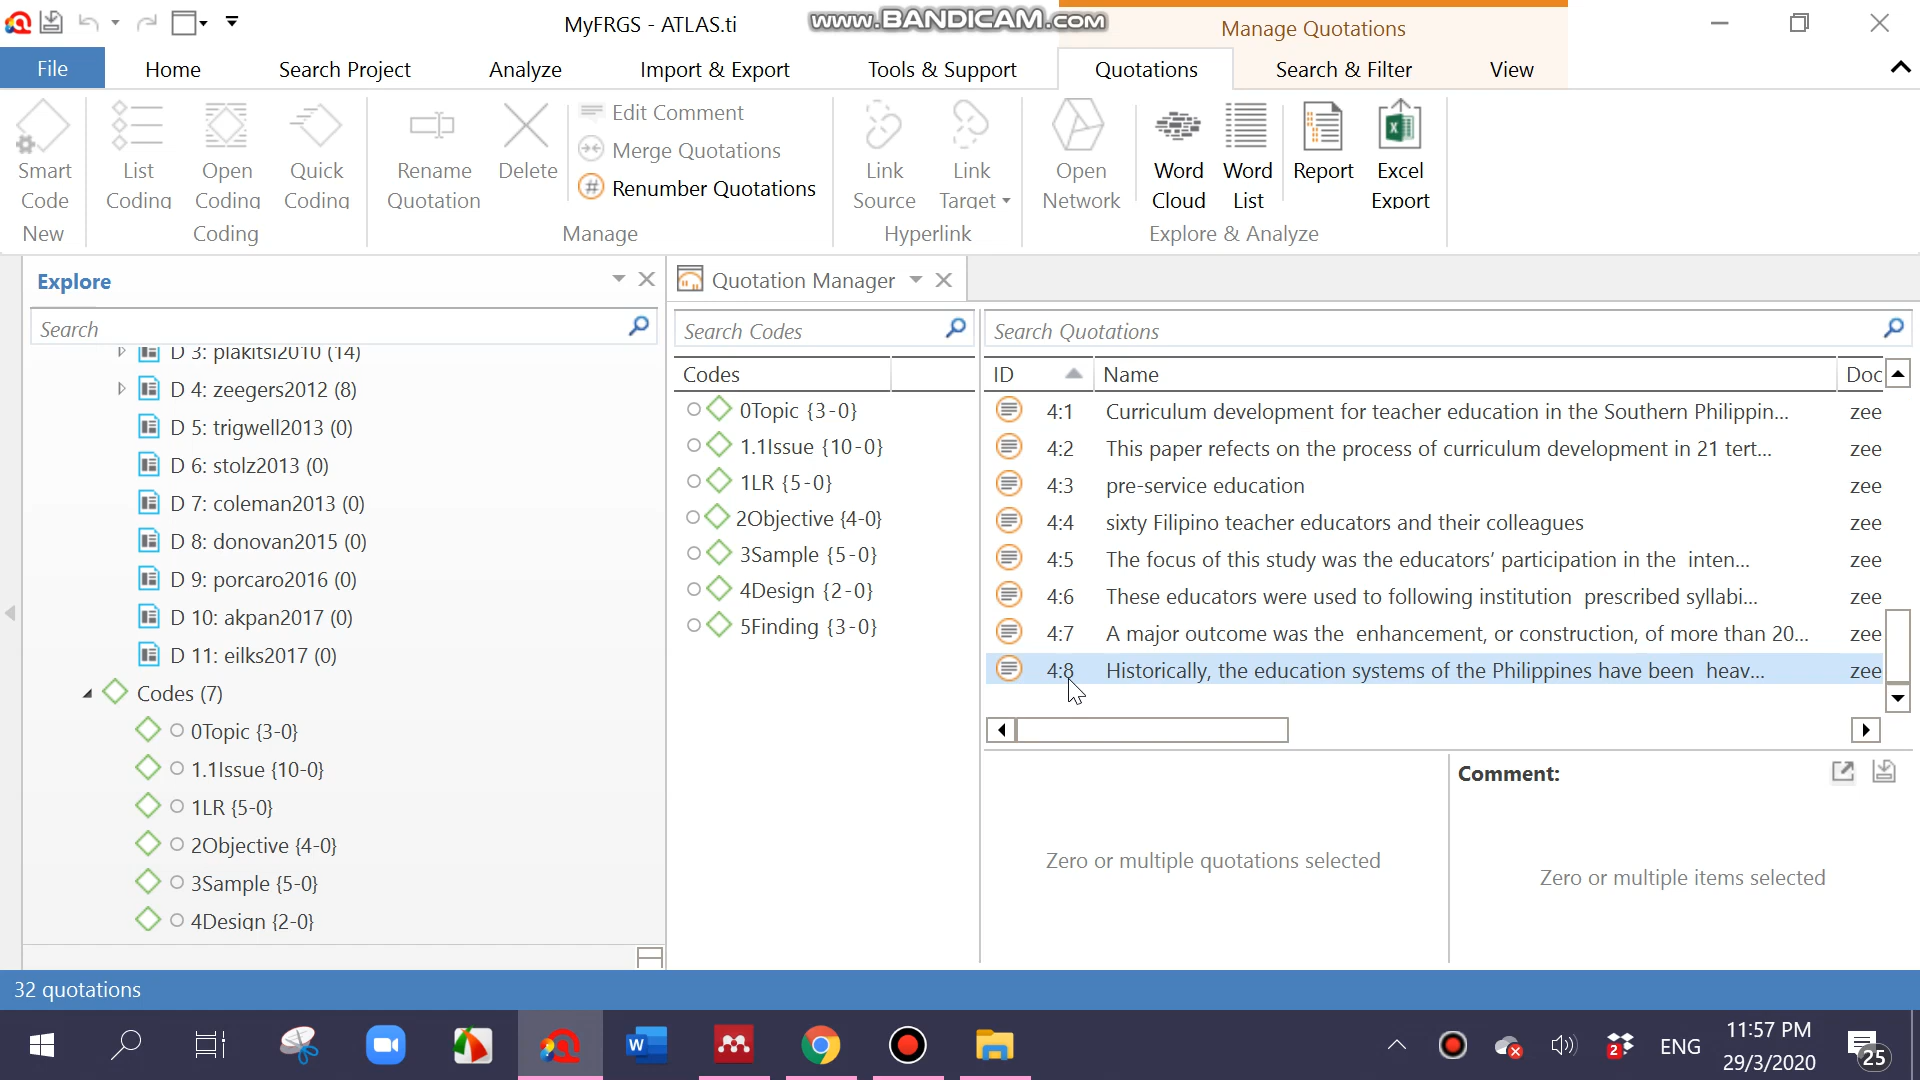 MyFRGS - ATLAS.ti
www.BANDICAM.com
Manage Quotations
File
Home
Search Project
Analyze
Import & Export
Tools & Support
Quotations
Search & Filter
View
Smart Code
List Coding
Open Coding
Quick Coding
Rename Quotation
Delete
Edit Comment
Merge Quotations
Renumber Quotations
Link Source
Link Target
Open Network
Word Cloud
Word List
Report
Excel Export
New
Coding
Manage
Hyperlink
Explore & Analyze
Explore
Search
D 3: plakitsi2010 (14)
D 4: zeegers2012 (8)
D 5: trigwell2013 (0)
D 6: stolz2013 (0)
D 7: coleman2013 (0)
D 8: donovan2015 (0)
D 9: porcaro2016 (0)
D 10: akpan2017 (0)
D 11: eilks2017 (0)
Codes (7)
0Topic {3-0}
1.1Issue {10-0}
1LR {5-0}
2Objective {4-0}
3Sample {5-0}
4Design {2-0}
Quotation Manager
Search Codes
Codes
0Topic {3-0}
1.1Issue {10-0}
1LR {5-0}
2Objective {4-0}
3Sample {5-0}
4Design {2-0}
5Finding {3-0}
Search Quotations
ID Name Doc
4:1 Curriculum development for teacher education in the Southern Philippin... zee
4:2 This paper refects on the process of curriculum development in 21 tert... zee
4:3 pre-service education zee
4:4 sixty Filipino teacher educators and their colleagues zee
4:5 The focus of this study was the educators’ participation in the inten... zee
4:6 These educators were used to following institution prescribed syllabi... zee
4:7 A major outcome was the enhancement, or construction, of more than 20... zee
4:8 Historically, the education systems of the Philippines have been heav... zee
Zero or multiple quotations selected
Comment:
Zero or multiple items selected
32 quotations
W
2
ENG
11:57 PM
29/3/2020
25